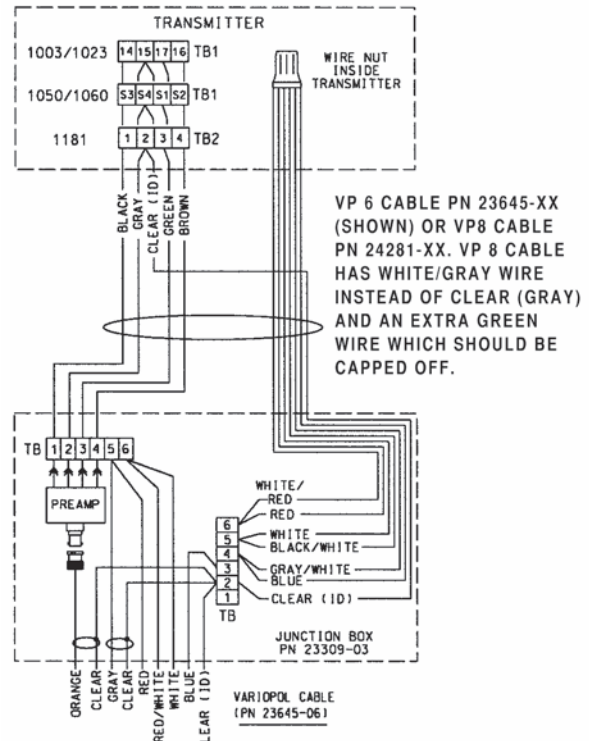 TRANSMITTER
1003/1023 14 15 17 16 TB1
1050/1060 S3 S4 S1 S2 TB1
1181 1 2 3 4 TB2
WIRE NUT
INSIDE
TRANSMITTER
BLACK
GRAY
CLEAR (ID)
GREEN
BROWN
VP 6 CABLE PN 23645-XX
(SHOWN) OR VP8 CABLE
PN 24281-XX. VP 8 CABLE
HAS WHITE/GRAY WIRE
INSTEAD OF CLEAR (GRAY)
AND AN EXTRA GREEN
WIRE WHICH SHOULD BE
CAPPED OFF.
TB 1 2 3 4 5 6
PREAMP
WHITE/
RED
RED
WHITE
BLACK/WHITE
GRAY/WHITE
BLUE
CLEAR (ID)
6
5
4
3
2
1
TB
JUNCTION BOX
PN 23309-03
ORANGE
CLEAR
GRAY
CLEAR
RED
RED/WHITE
WHITE
BLUE
LEAR (ID)
VARIOPOL CABLE
(PN 23645-06)